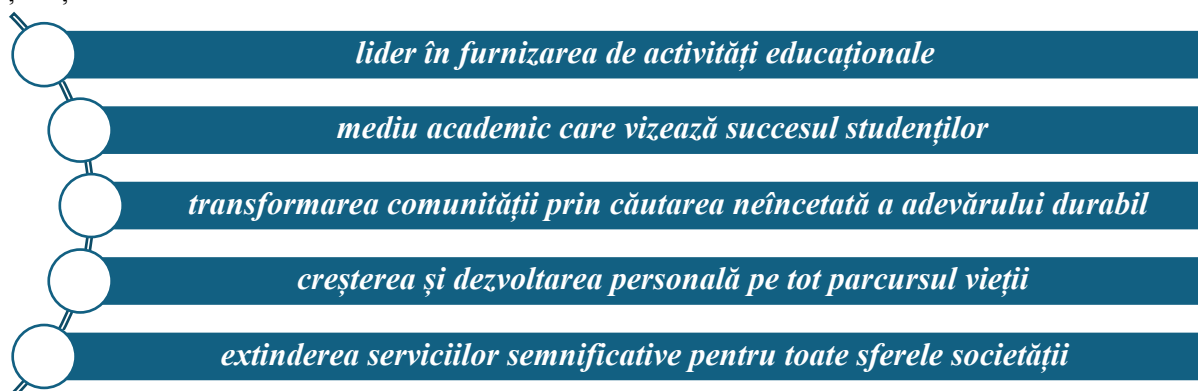 lider în furnizarea de activități educaționale
mediu academic care vizează succesul studenților
transformarea comunității prin căutarea neîncetată a adevărului durabil
creșterea și dezvoltarea personală pe tot parcursul vieții
extinderea serviciilor semnificative pentru toate sferele societății